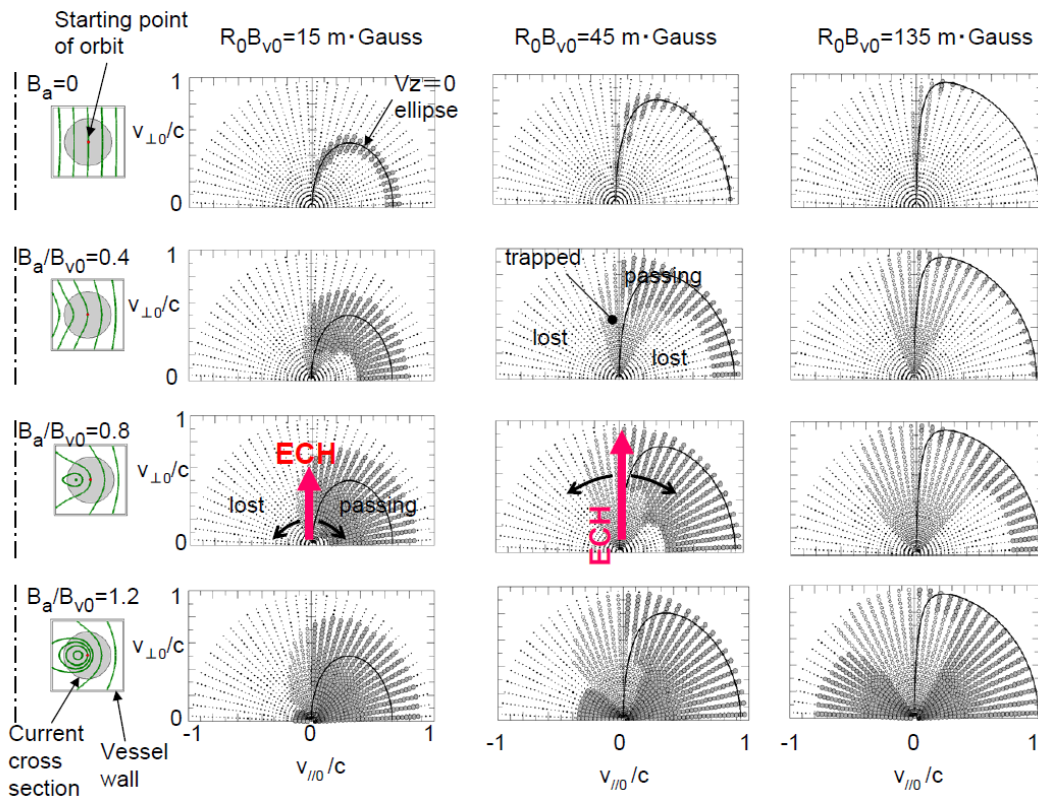 Starting point
of orbit
R₀Bᵥ₀=15 m・Gauss
R₀Bᵥ₀=45 m・Gauss
R₀Bᵥ₀=135 m・Gauss
Bₐ=0
v⊥₀/c
1
0
Vz=0
ellipse
1
1
Bₐ/Bᵥ₀=0.4
v⊥₀/c
1
0
trapped
passing
lost
lost
Bₐ/Bᵥ₀=0.8
v⊥₀/c
1
0
ECH
lost
passing
ECH
Bₐ/Bᵥ₀=1.2
v⊥₀/c
1
0
Current
cross
section
Vessel
wall
-1
0
1
-1
0
1
-1
0
1
v//₀/c
v//₀/c
v//₀/c